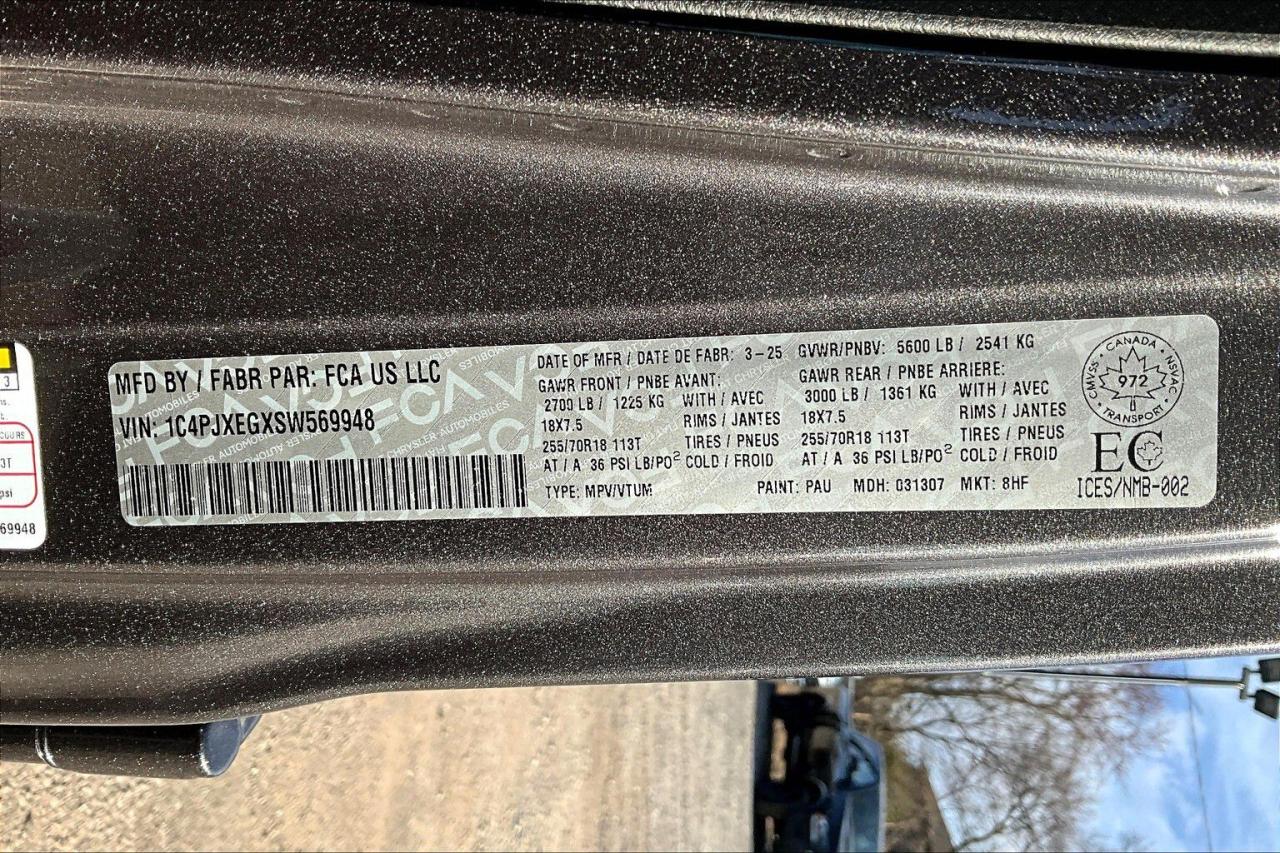 MFD BY / FABR PAR: FCA US LLC
VIN: 1C4PJXEGXSW569948
DATE OF MFR / DATE DE FABR: 3-25 GVWR/PNBV: 5600 LB / 2541 KG
GAWR FRONT / PNBE AVANT:
2700 LB / 1225 KG WITH / AVEC
18X7.5 RIMS / JANTES
255/70R18 113T TIRES / PNEUS
AT / A 36 PSI LB/PO² COLD / FROID
GAWR REAR / PNBE ARRIERE:
3000 LB / 1361 KG WITH / AVEC
18X7.5 RIMS / JANTES
255/70R18 113T TIRES / PNEUS
AT / A 36 PSI LB/PO² COLD / FROID
TYPE: MPV/VTUM PAINT: PAU MDH: 031307 MKT: 8HF
CANADA
CMVSS 972 NSVAC
TRANSPORT
EC
ICES/NMB-002
3
ns.
COURS
3T
psi
69948